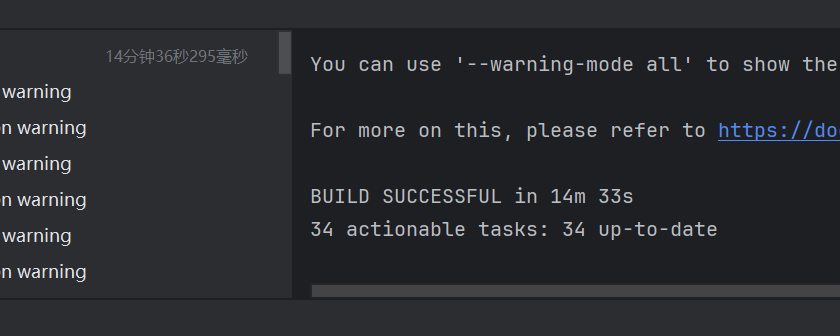 14分钟36秒295毫秒
warning
n warning
warning
n warning
warning
n warning
You can use '--warning-mode all' to show the
For more on this, please refer to https://do
BUILD SUCCESSFUL in 14m 33s
34 actionable tasks: 34 up-to-date